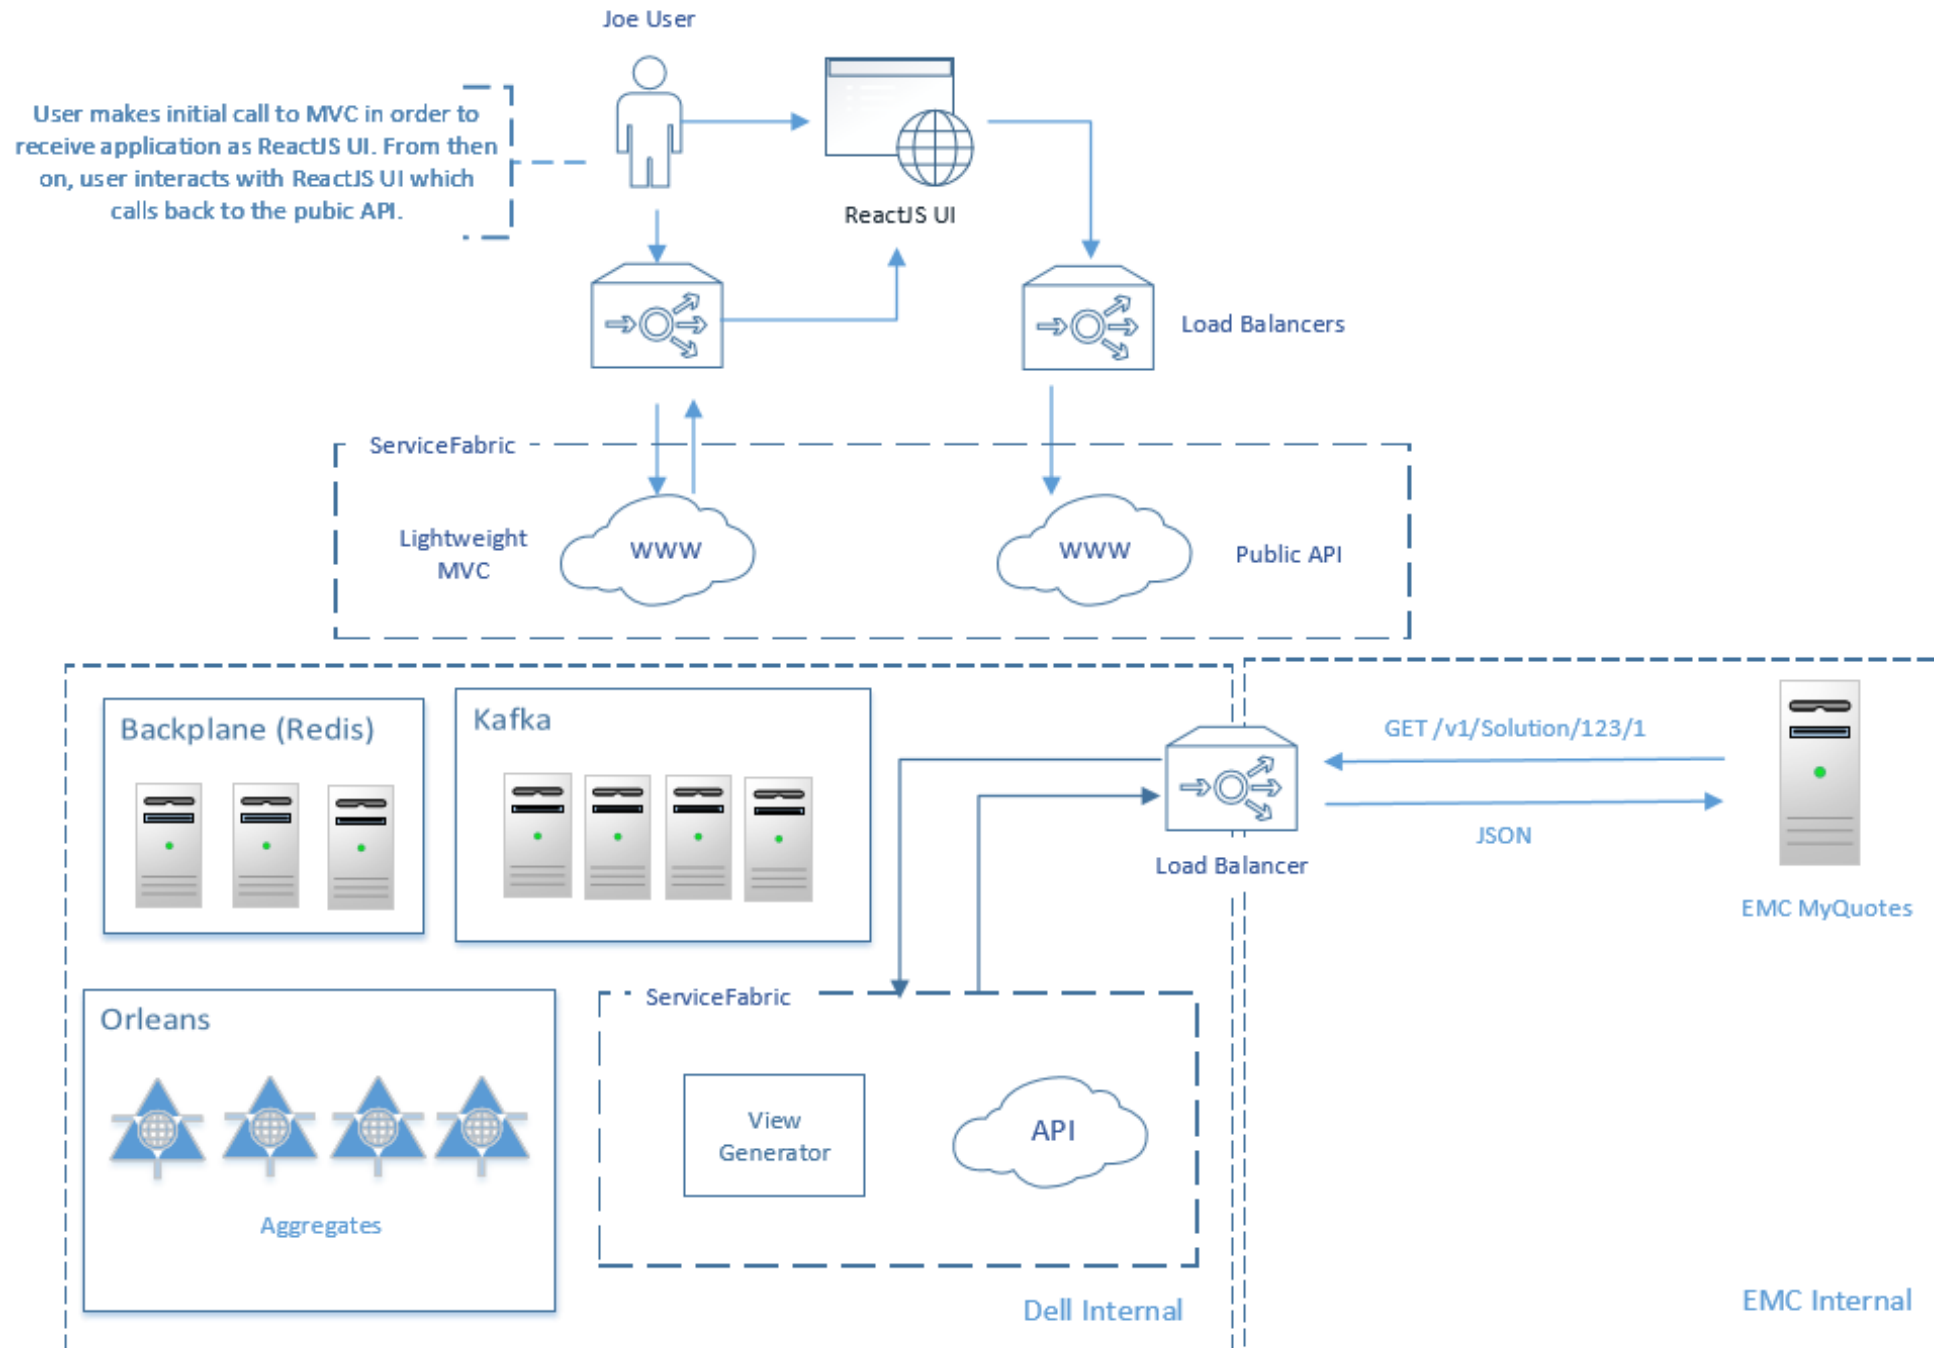 Joe User
User makes initial call to MVC in order to
receive application as ReactJS UI. From then
on, user interacts with ReactJS UI which
calls back to the pubic API.
ReactJS UI
Load Balancers
ServiceFabric
Lightweight
MVC
WWW
WWW
Public API
Backplane (Redis)
Kafka
GET /v1/Solution/123/1
JSON
Load Balancer
EMC MyQuotes
Orleans
Aggregates
ServiceFabric
View
Generator
API
Dell Internal
EMC Internal